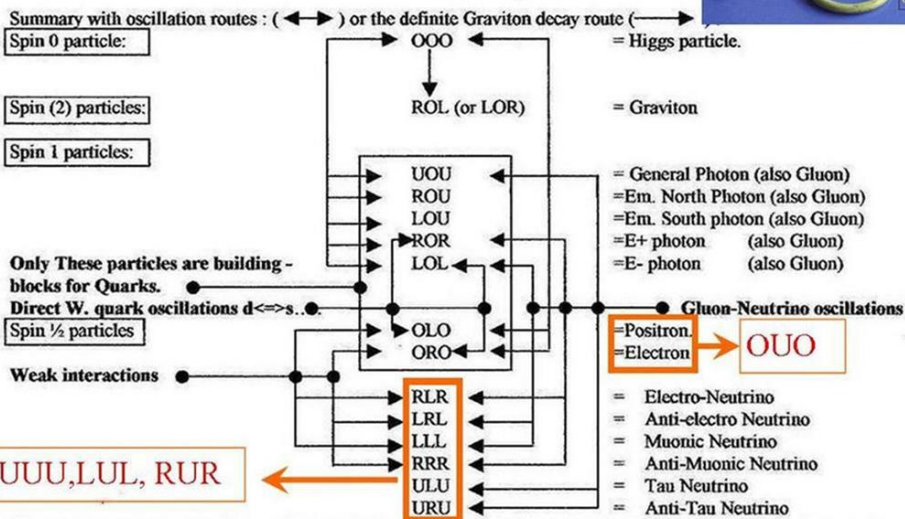 Summary with oscillation routes : ( ) or the definite Graviton decay route ( )
Spin 0 particle: OOO = Higgs particle.
Spin (2) particles: ROL (or LOR) = Graviton
Spin 1 particles:
UOU = General Photon (also Gluon)
ROU =Em. North Photon (also Gluon)
LOU =Em. South photon (also Gluon)
ROR =E+ photon (also Gluon)
Only These particles are building - LOL =E- photon (also Gluon)
blocks for Quarks.
Direct W. quark oscillations d<=>s... Gluon-Neutrino oscillations
Spin ½ particles OLO =Positron.
ORO =Electron OUO
Weak interactions
RLR = Electro-Neutrino
LRL = Anti-electro Neutrino
LLL = Muonic Neutrino
UUU,LUL, RUR RRR = Anti-Muonic Neutrino
ULU = Tau Neutrino
URU = Anti-Tau Neutrino